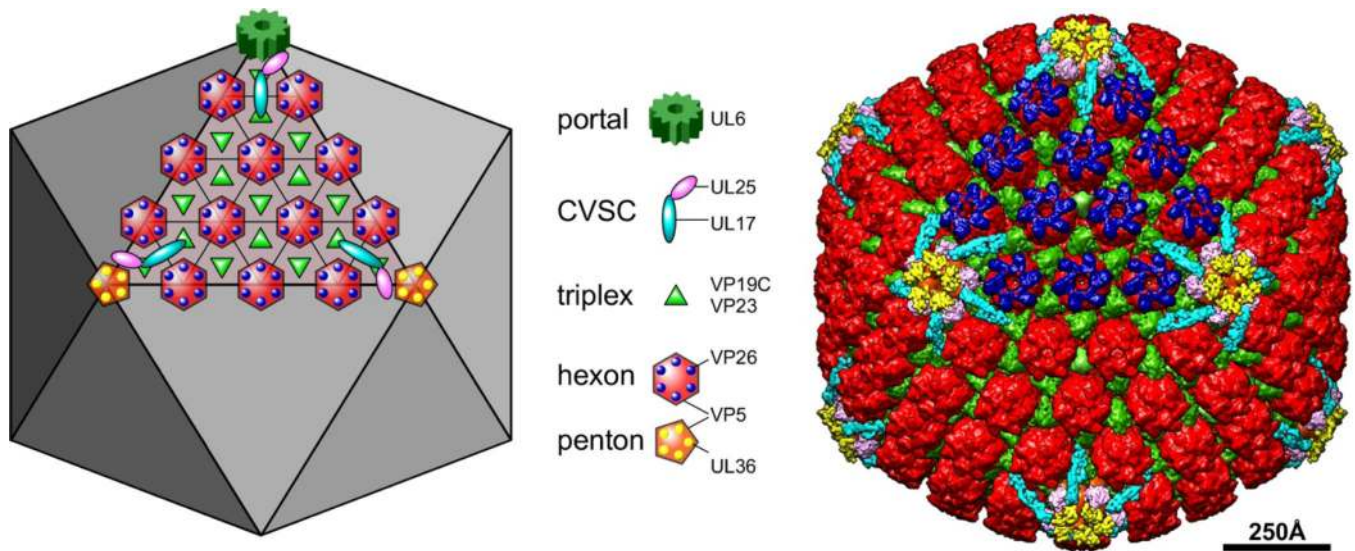 portal
UL6
CVSC
UL25
UL17
triplex
VP19C
VP23
hexon
VP26
VP5
penton
UL36
250Å